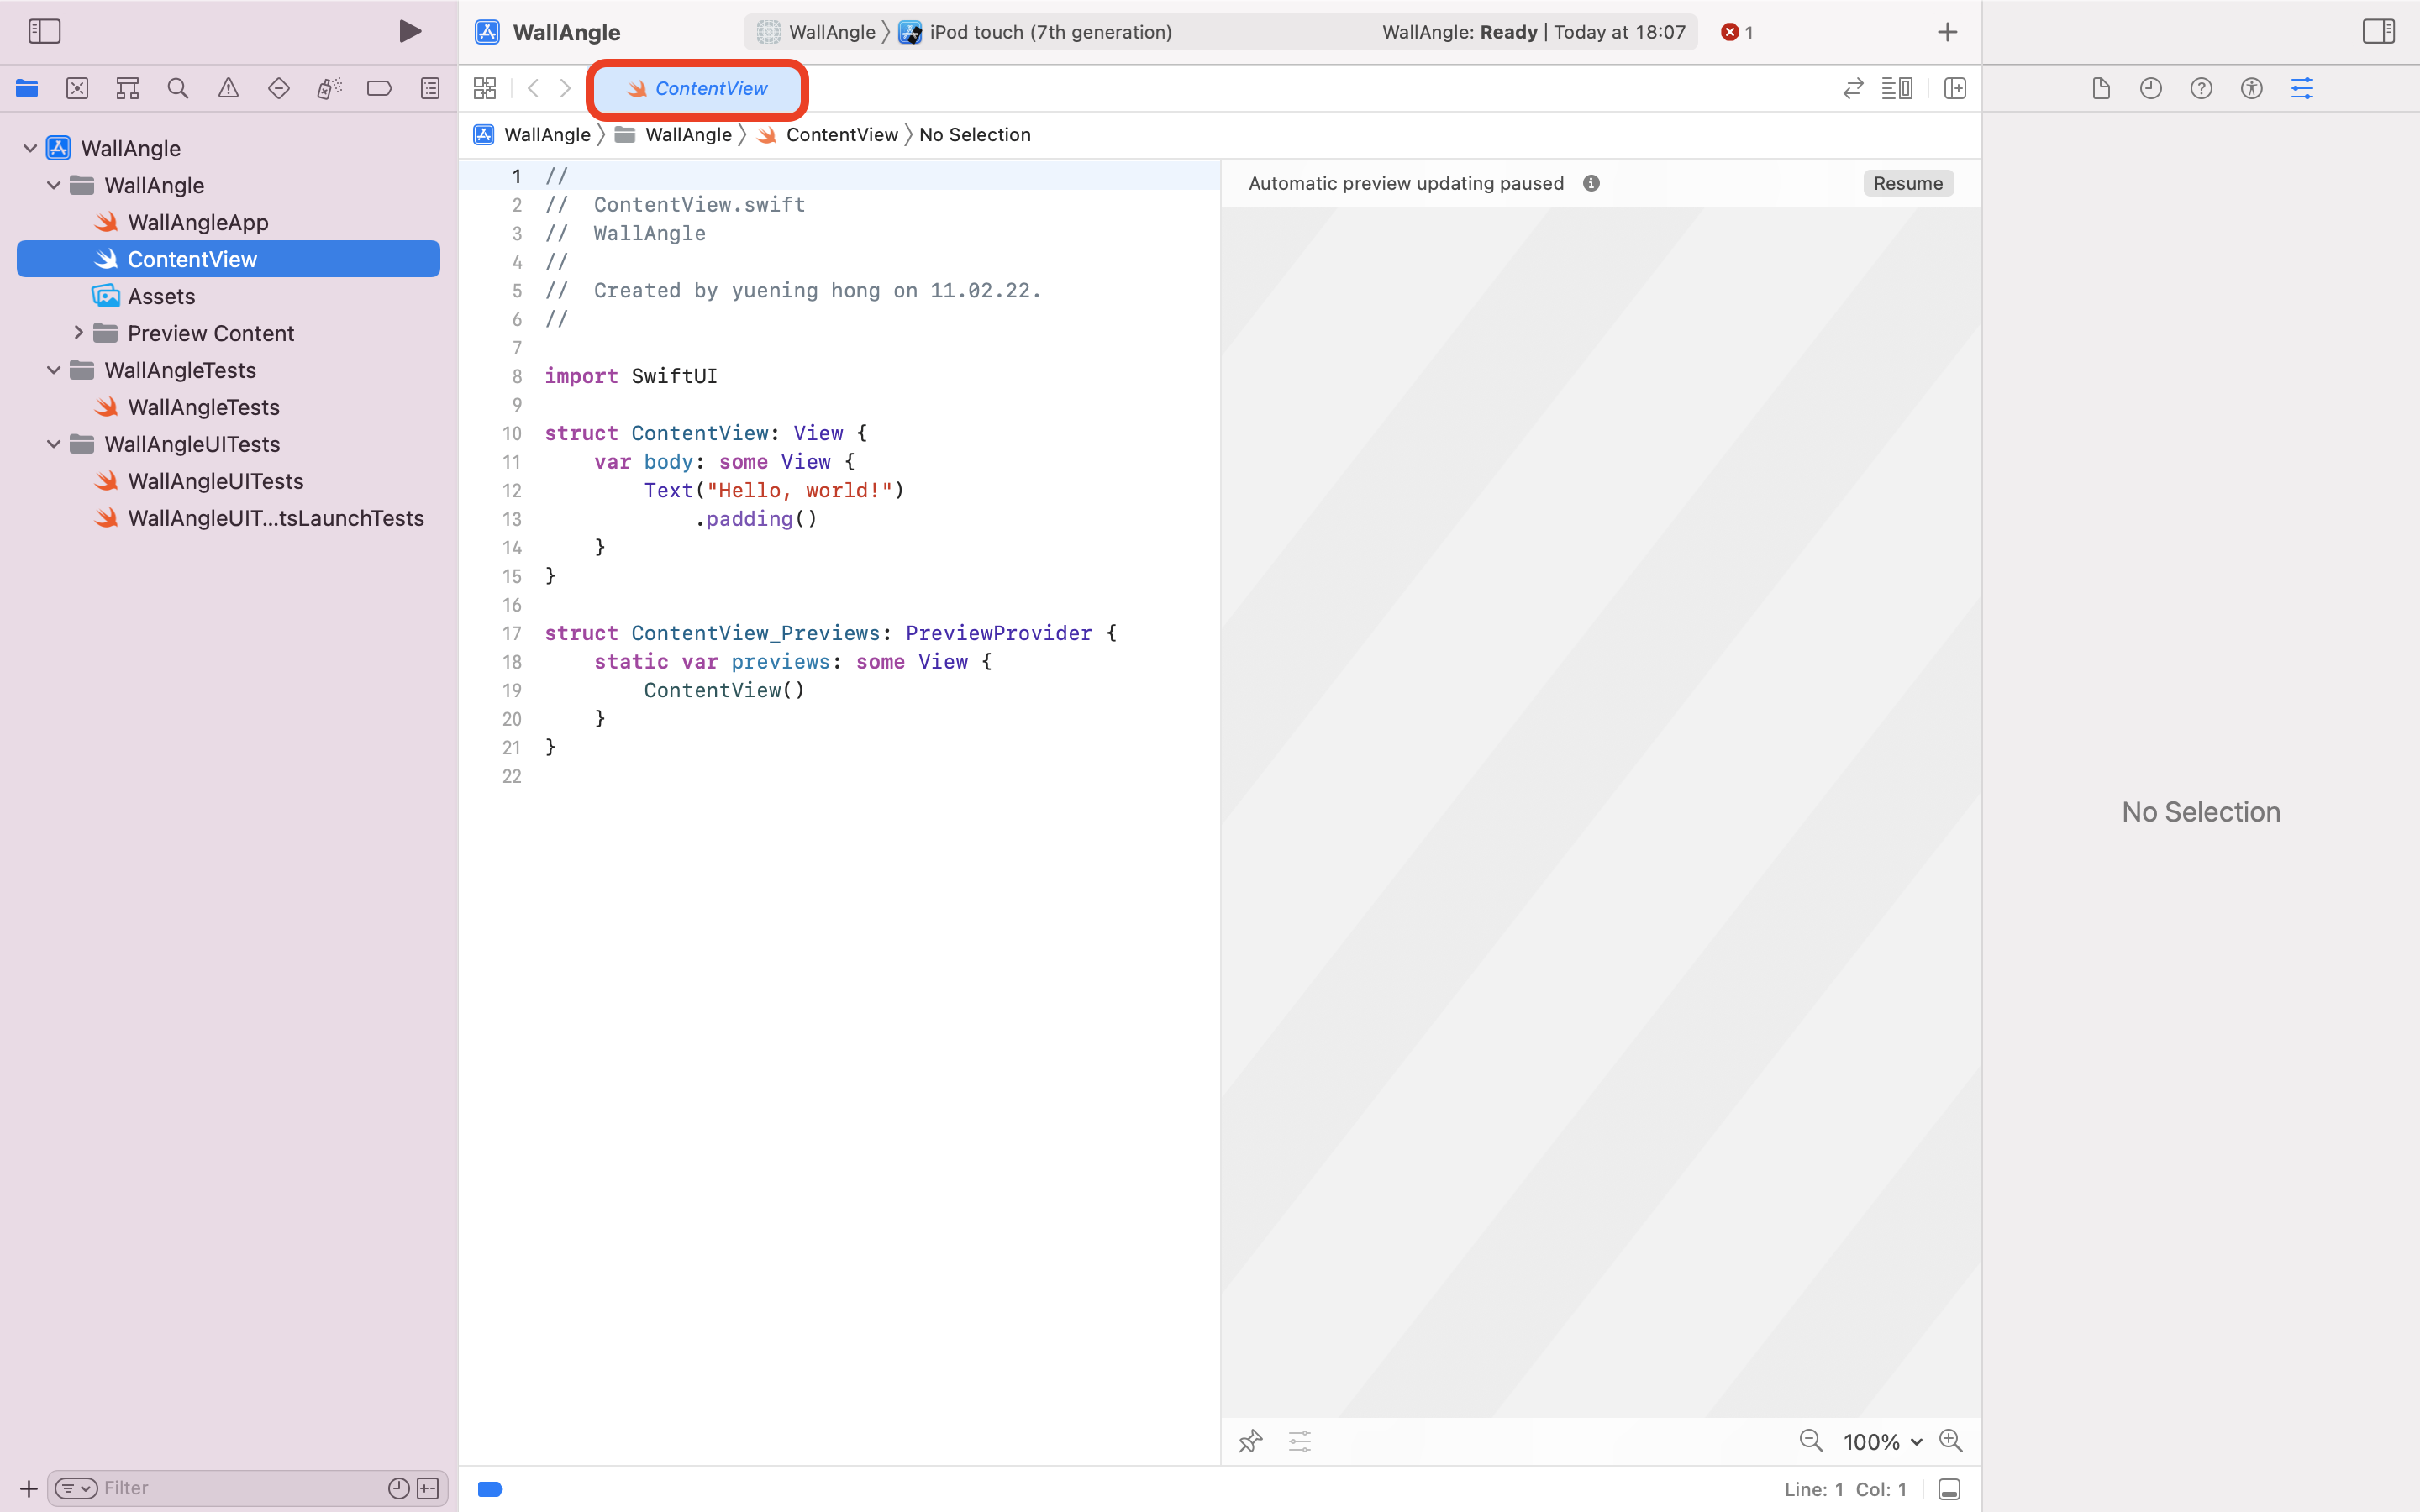 WallAngle
WallAngle
iPod touch (7th generation)
WallAngle: Ready | Today at 18:07
1
ContentView
WallAngle
WallAngle
ContentView
No Selection
WallAngle
WallAngle
WallAngleApp
ContentView
Assets
Preview Content
WallAngleTests
WallAngleTests
WallAngleUITests
WallAngleUITests
WallAngleUIT...tsLaunchTests
1 //
2 //  ContentView.swift
3 //  WallAngle
4 //
5 //  Created by yuening hong on 11.02.22.
6 //
7
8 import SwiftUI
9
10 struct ContentView: View {
11     var body: some View {
12         Text("Hello, world!")
13             .padding()
14     }
15 }
16
17 struct ContentView_Previews: PreviewProvider {
18     static var previews: some View {
19         ContentView()
20     }
21 }
22
Automatic preview updating paused
Resume
No Selection
100%
Filter
Line: 1  Col: 1